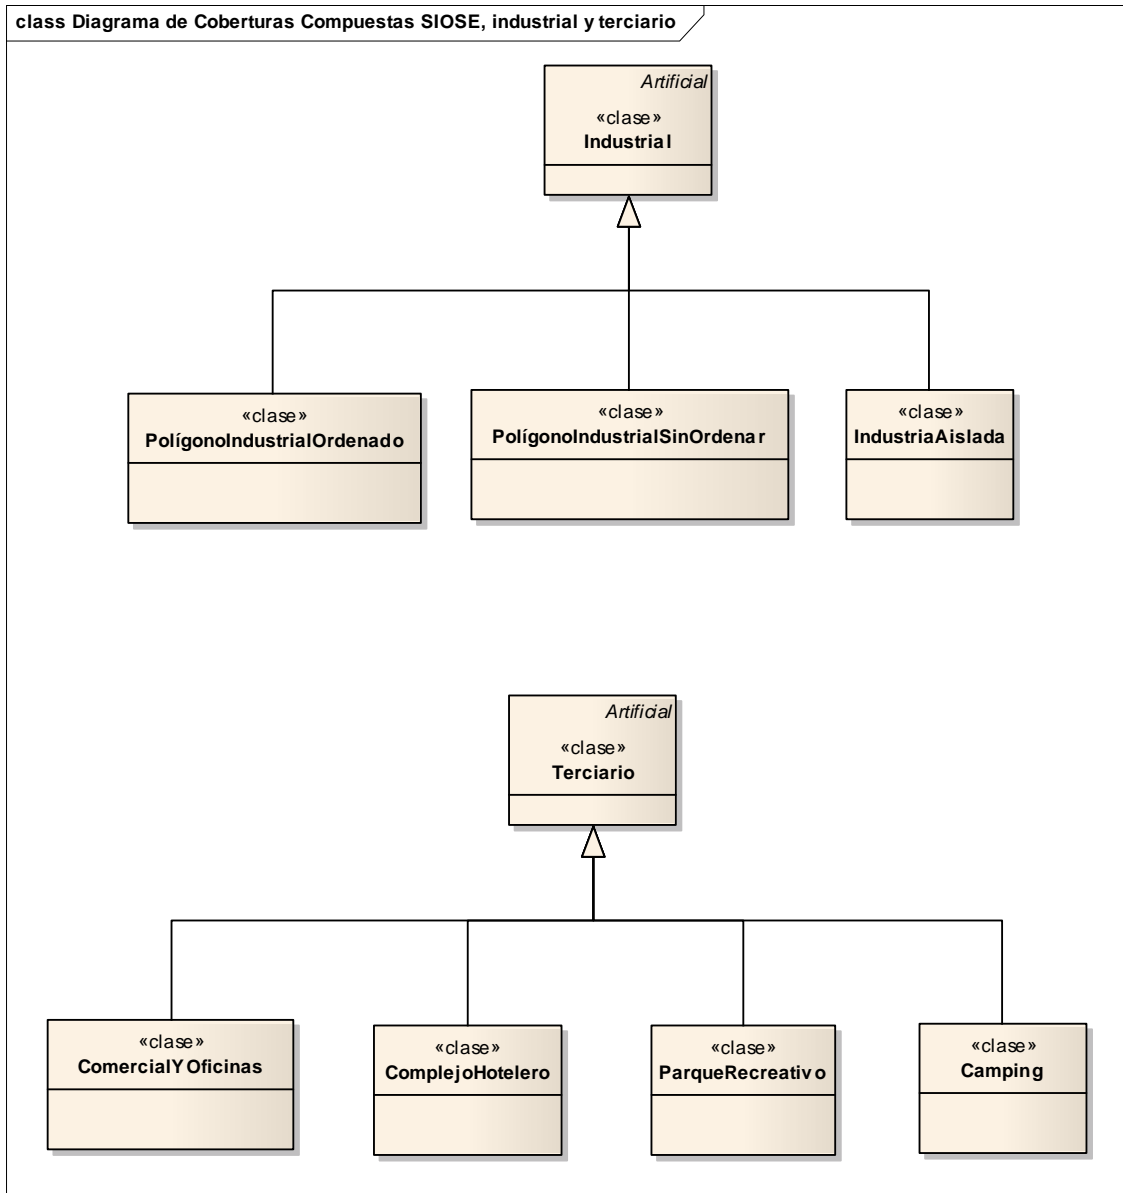 class Diagrama de Coberturas Compuestas SIOSE, industrial y terciario
Artificial
«clase»
Industrial
«clase»
PolígonoIndustrialOrdenado
«clase»
PolígonoIndustrialSinOrdenar
«clase»
IndustriaAislada
Artificial
«clase»
Terciario
«clase»
ComercialYOficinas
«clase»
ComplejoHotelero
«clase»
ParqueRecreativo
«clase»
Camping